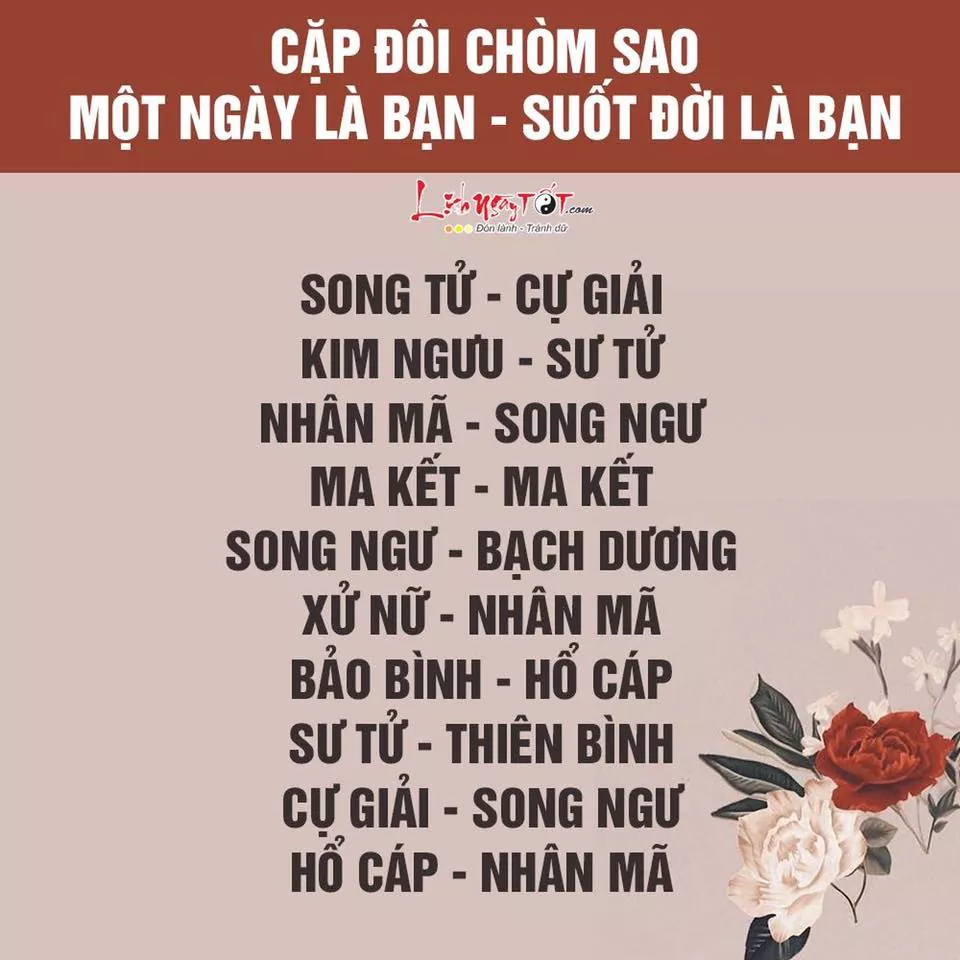 CẶP ĐÔI CHÒM SAO
MỘT NGÀY LÀ BẠN - SUỐT ĐỜI LÀ BẠN
LịchNgàyTỐT.com
Đón lành - Tránh dữ
SONG TỬ - CỰ GIẢI
KIM NGƯU - SƯ TỬ
NHÂN MÃ - SONG NGƯ
MA KẾT - MA KẾT
SONG NGƯ - BẠCH DƯƠNG
XỬ NỮ - NHÂN MÃ
BẢO BÌNH - HỔ CÁP
SƯ TỬ - THIÊN BÌNH
CỰ GIẢI - SONG NGƯ
HỔ CÁP - NHÂN MÃ